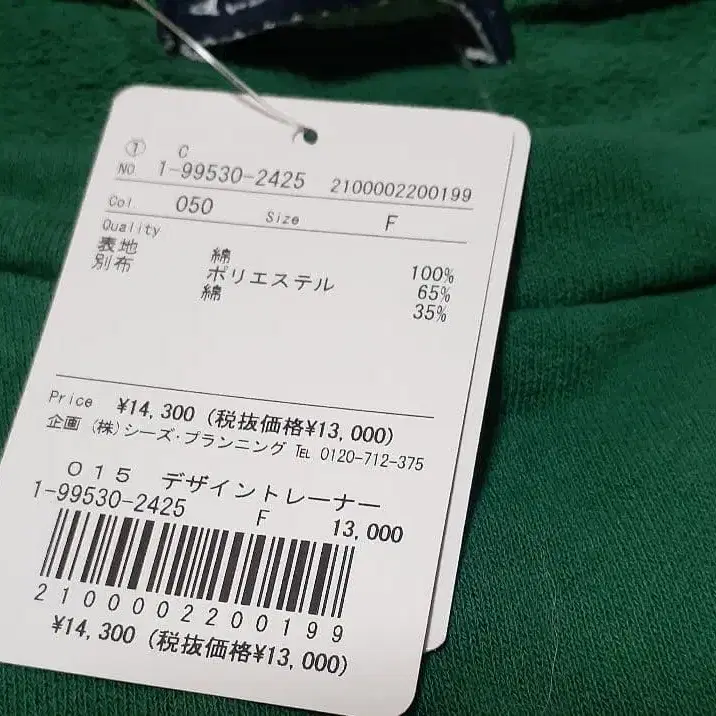 ① C
NO 1-99530-2425 2100002200199
Col 050 Size F
Quality
表地 綿 100%
別布 ポリエステル 65%
綿 35%
Price ¥14,300 (税抜価格¥13,000)
企画 (株)シーズ・プランニング ℡ 0120-712-375
015 デザイントレーナー
1-99530-2425 F 13,000
2100002200199
¥14,300 (税抜価格¥13,000)